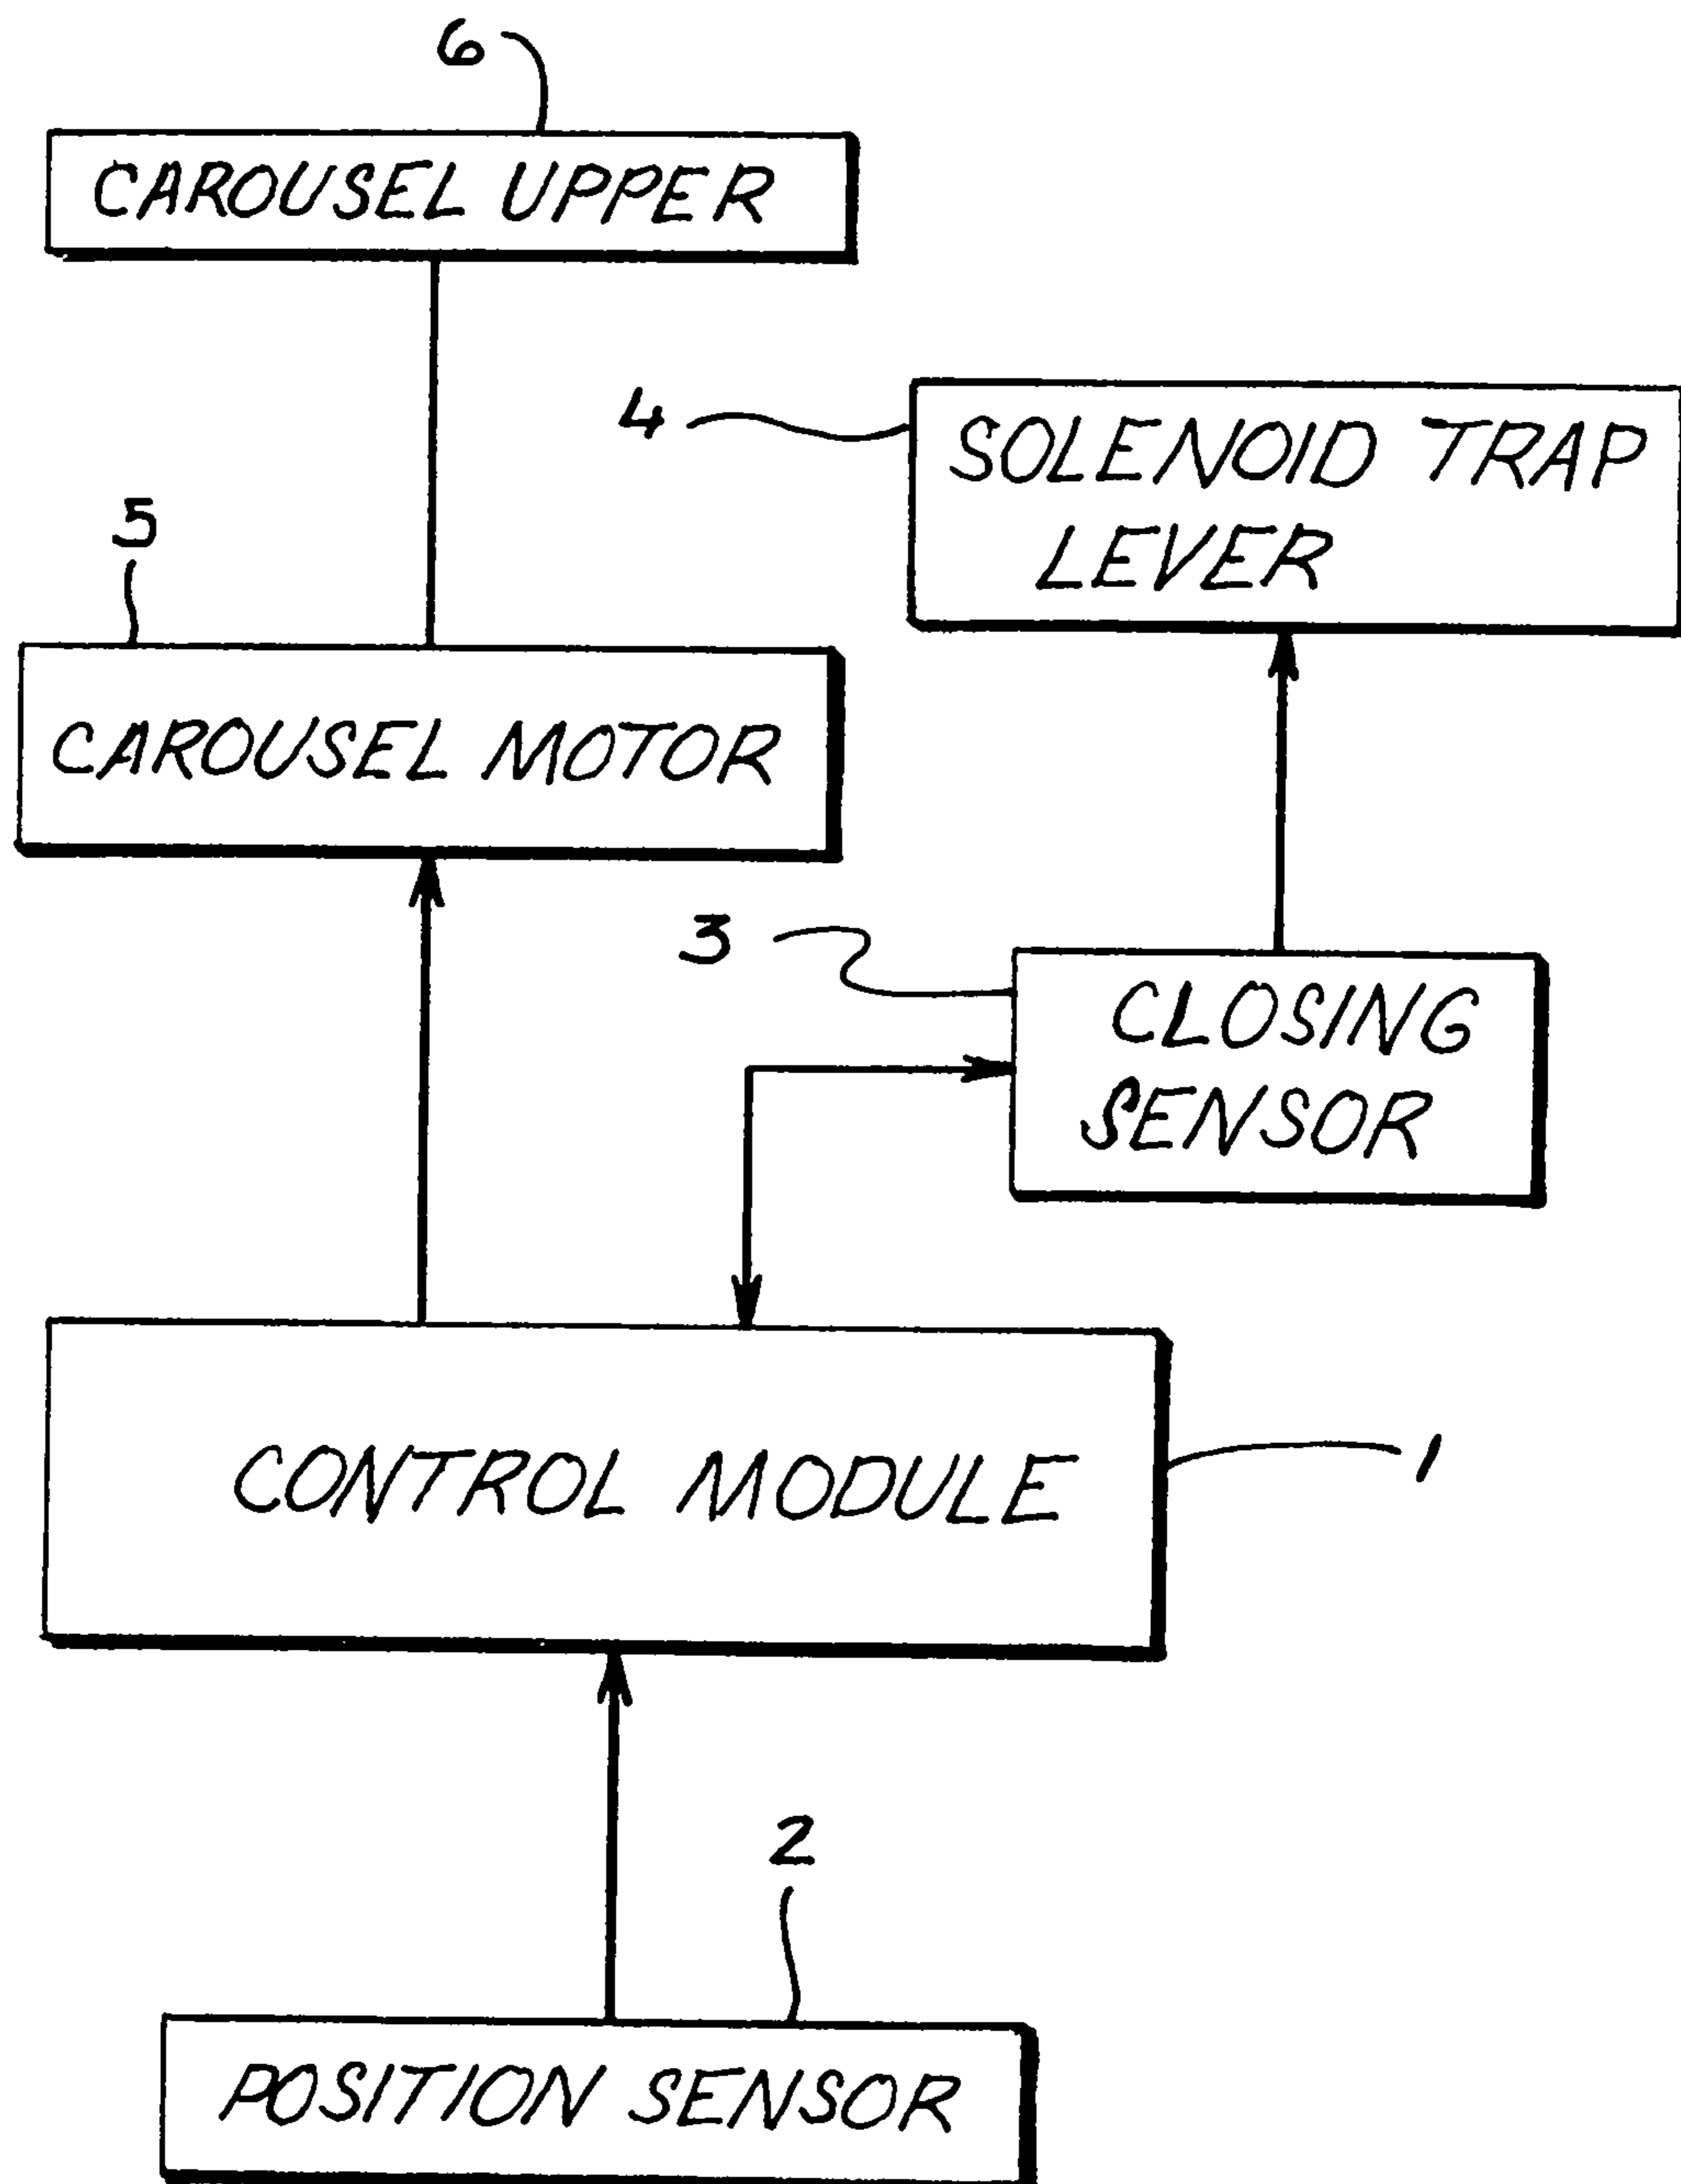 6
CAROUSEL UPPER
4
SOLENOID TRAP
LEVER
5
CAROUSEL MOTOR
3
CLOSING
SENSOR
CONTROL MODULE
1
2
POSITION SENSOR